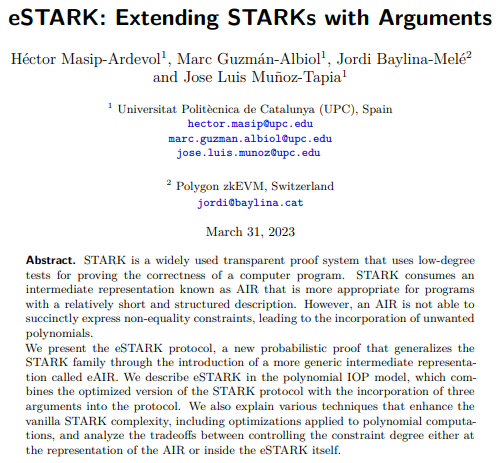 eSTARK: Extending STARKs with Arguments
Héctor Masip-Ardevol¹, Marc Guzmán-Albiol¹, Jordi Baylina-Melé²
and Jose Luis Muñoz-Tapia¹
¹ Universitat Politècnica de Catalunya (UPC), Spain
hector.masip@upc.edu
marc.guzman.albiol@upc.edu
jose.luis.munoz@upc.edu
² Polygon zkEVM, Switzerland
jordi@baylina.cat
March 31, 2023
Abstract. STARK is a widely used transparent proof system that uses low-degree
tests for proving the correctness of a computer program. STARK consumes an
intermediate representation known as AIR that is more appropriate for programs
with a relatively short and structured description. However, an AIR is not able to
succinctly express non-equality constraints, leading to the incorporation of unwanted
polynomials.
We present the eSTARK protocol, a new probabilistic proof that generalizes the
STARK family through the introduction of a more generic intermediate representa-
tion called eAIR. We describe eSTARK in the polynomial IOP model, which com-
bines the optimized version of the STARK protocol with the incorporation of three
arguments into the protocol. We also explain various techniques that enhance the
vanilla STARK complexity, including optimizations applied to polynomial computa-
tions, and analyze the tradeoffs between controlling the constraint degree either at
the representation of the AIR or inside the eSTARK itself.